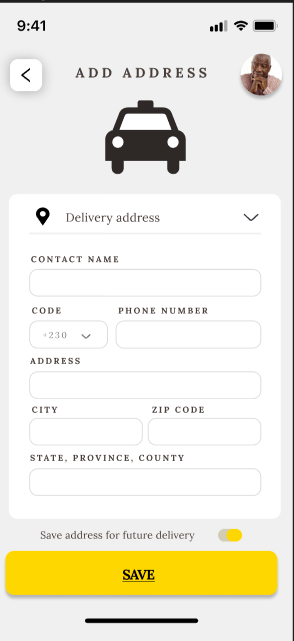 9:41
ADD ADDRESS
Delivery address
CONTACT NAME
CODE PHONE NUMBER
+230
ADDRESS
CITY ZIP CODE
STATE, PROVINCE, COUNTY
Save address for future delivery
SAVE